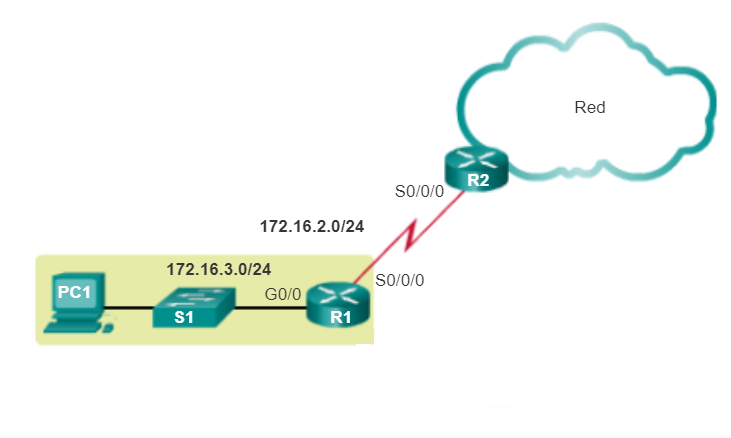 Red
R2
S0/0/0
172.16.2.0/24
172.16.3.0/24
S0/0/0
PC1
G0/0
S1
R1